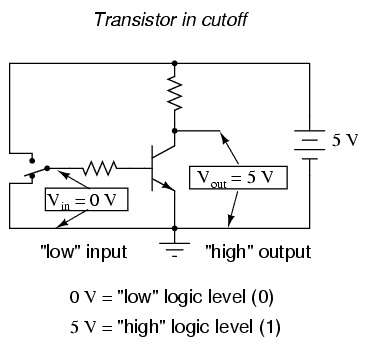 Transistor in cutoff
5 V
V_out = 5 V
V_in = 0 V
"low" input
"high" output
0 V = "low" logic level (0)
5 V = "high" logic level (1)